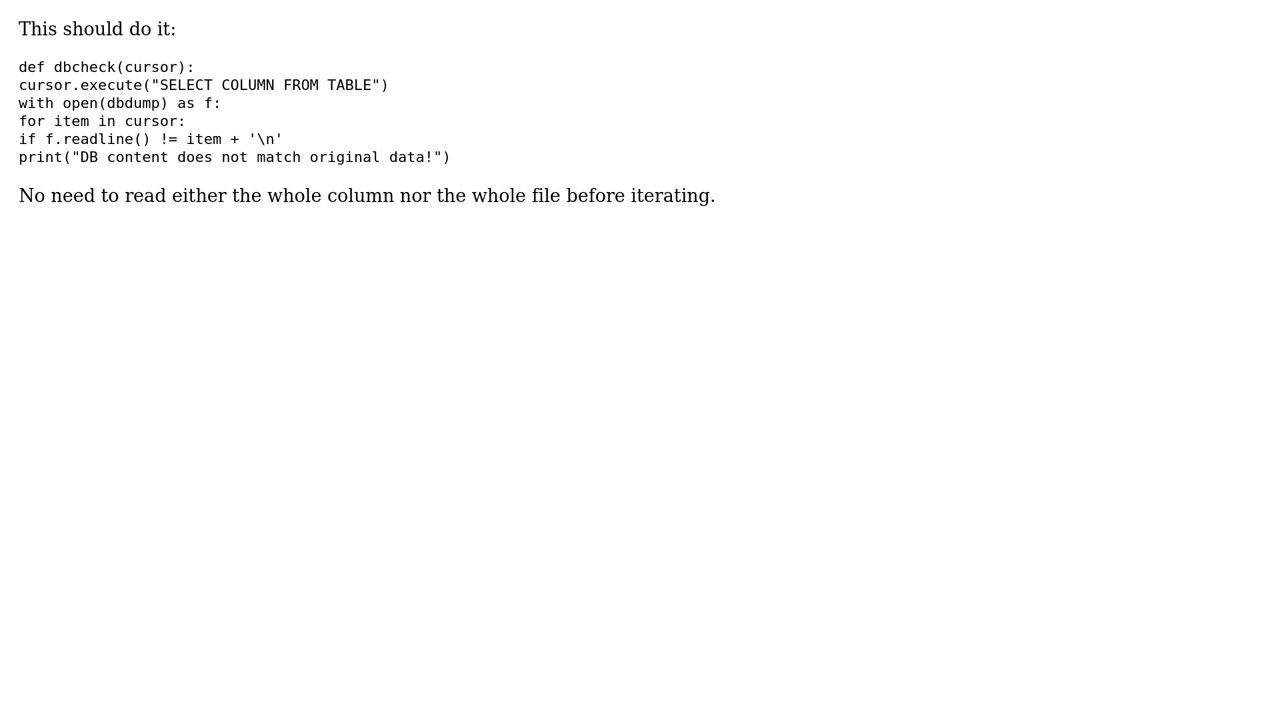 This should do it:
def dbcheck(cursor):
cursor.execute("SELECT COLUMN FROM TABLE")
with open(dbdump) as f:
for item in cursor:
if f.readline() != item + '\n'
print("DB content does not match original data!")
No need to read either the whole column nor the whole file before iterating.